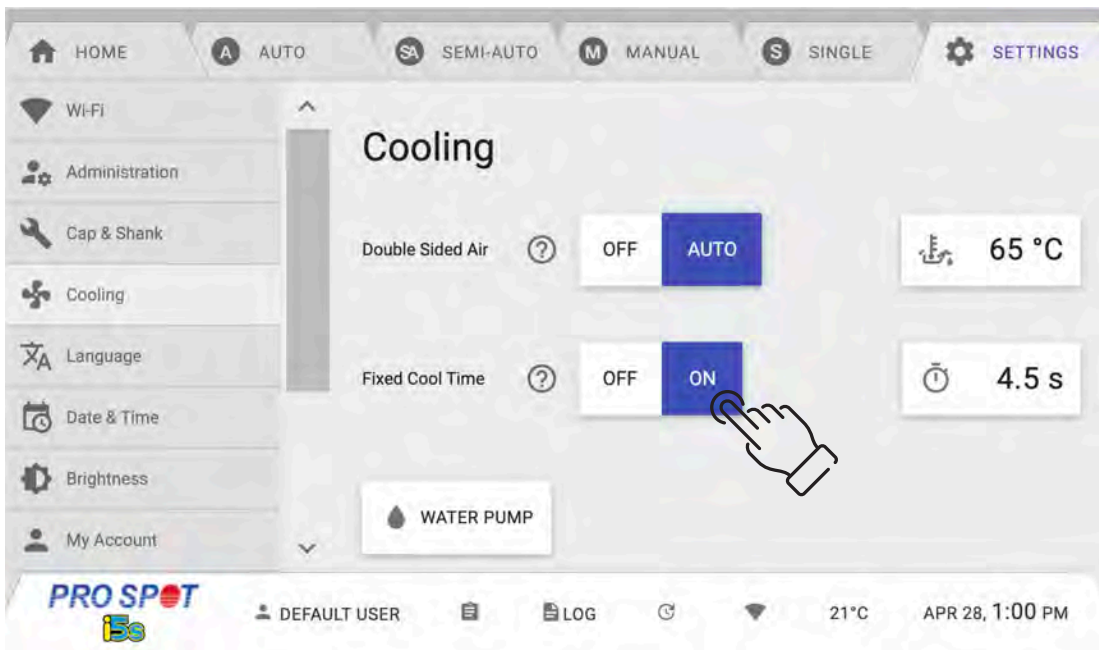 HOME A AUTO SA SEMI-AUTO M MANUAL S SINGLE SETTINGS
Wi-Fi
Administration
Cap & Shank
Cooling
Language
Date & Time
Brightness
My Account
Cooling
Double Sided Air ? OFF AUTO 65 °C
Fixed Cool Time ? OFF ON 4.5 s
WATER PUMP
PRO SPOT
i5s
DEFAULT USER LOG 21°C APR 28, 1:00 PM